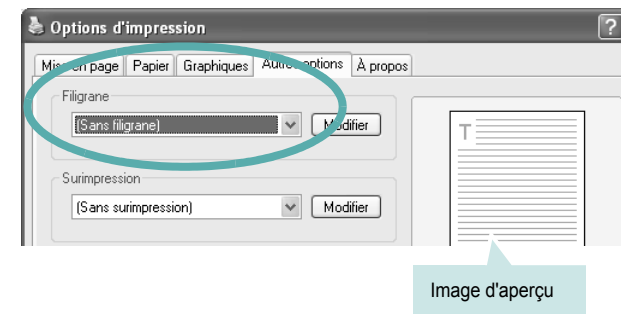 Options d'impression ?
Mise en page Papier Graphiques Autres options À propos
Filigrane
(Sans filigrane) Modifier
T
Surimpression
(Sans surimpression) Modifier
Image d'aperçu